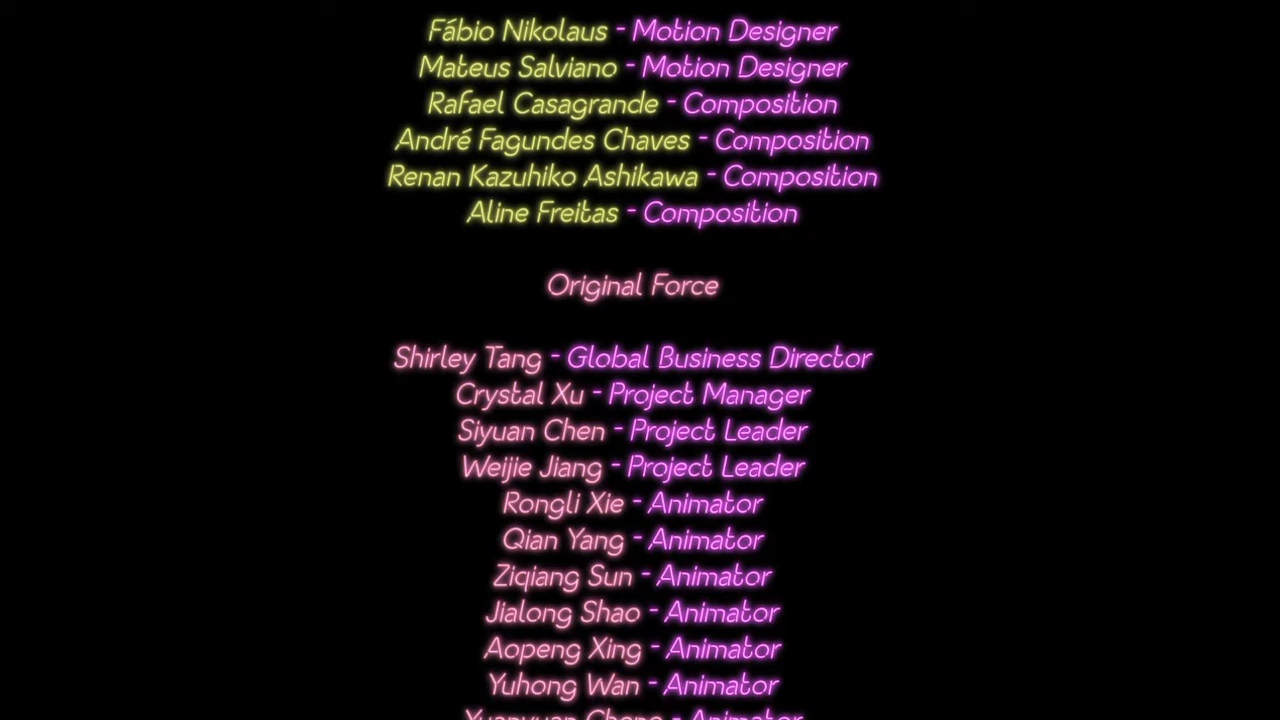 Fábio Nikolaus - Motion Designer
Mateus Salviano - Motion Designer
Rafael Casagrande - Composition
André Fagundes Chaves - Composition
Renan Kazuhiko Ashikawa - Composition
Aline Freitas - Composition
Original Force
Shirley Tang - Global Business Director
Crystal Xu - Project Manager
Siyuan Chen - Project Leader
Weijie Jiang - Project Leader
Rongli Xie - Animator
Qian Yang - Animator
Ziqiang Sun - Animator
Jialong Shao - Animator
Aopeng Xing - Animator
Yuhong Wan - Animator
- Animator